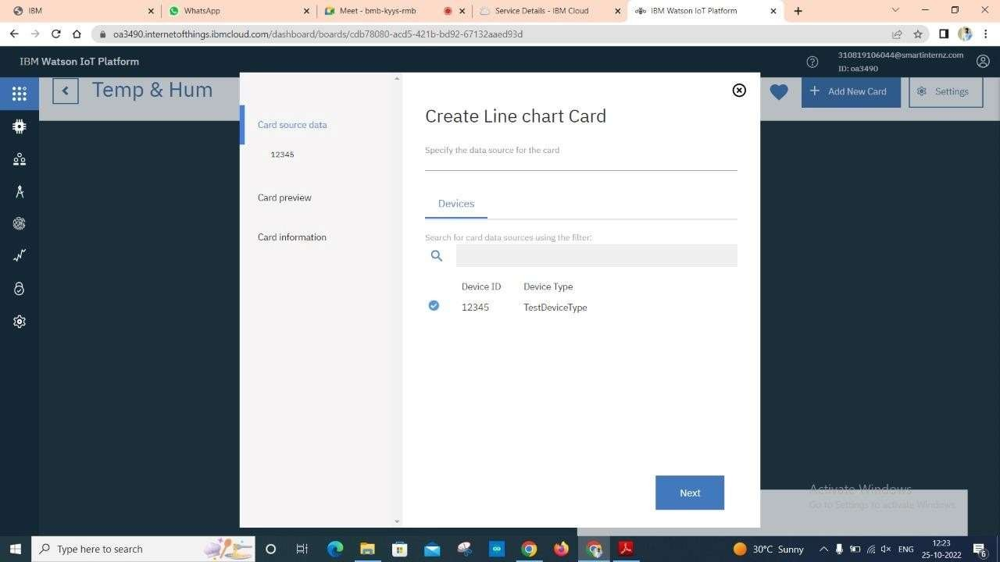 IBM
WhatsApp
Meet - bmb-kyys-rmb
IBM Cloud
IBM Watson IoT Platform
oa3490.internetofthings.ibmcloud.com/dashboard/boards/cdb78080-acd5-421b-bd92-67132aaed93d
IBM Watson IoT Platform
310819106044@smartinternz.com
ID: oa3490
Temp & Hum
Add New Card
Settings
Card source data
12345
Card preview
Card information
Create Line chart Card
Specify the data source for the card
Devices
Search for card data sources using the filter:
Device ID Device Type
12345 TestDeviceType
Next
Activate Windows
Go to Settings to activate Windows.
Type here to search
30°C Sunny
ENG
12:23
25-10-2022
6